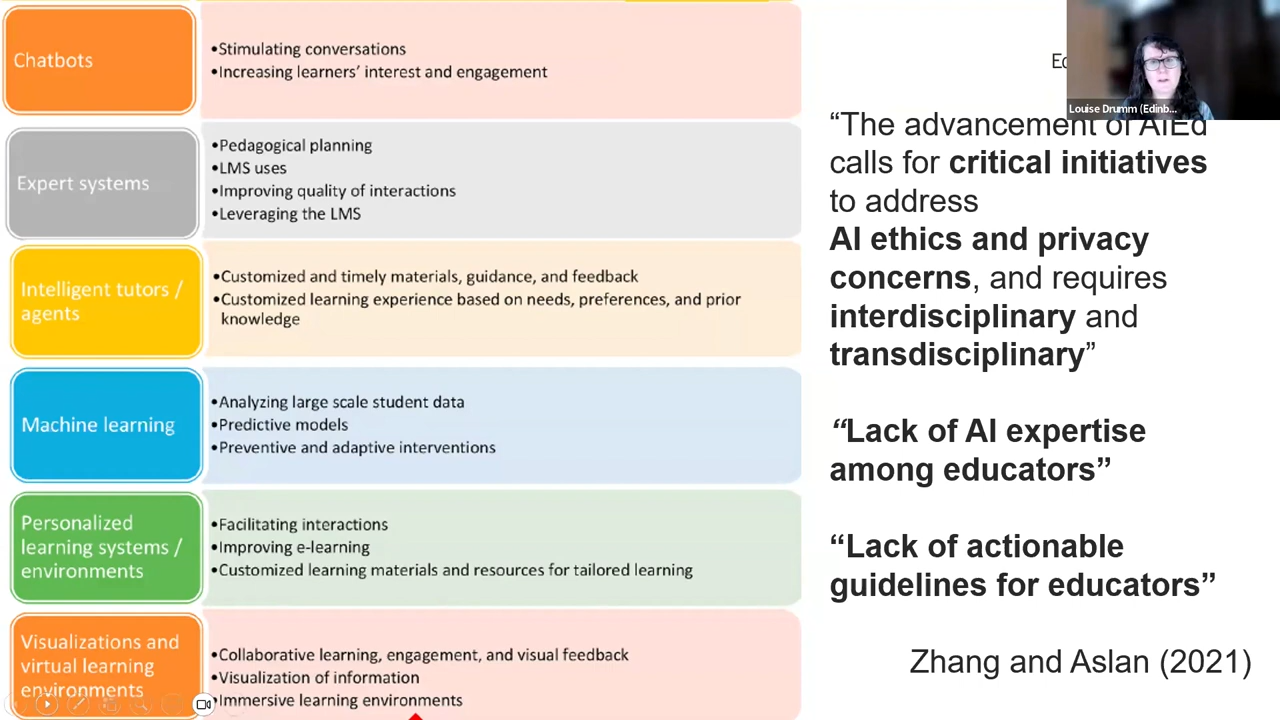 Chatbots
•Stimulating conversations
•Increasing learners’ interest and engagement
Expert systems
•Pedagogical planning
•LMS uses
•Improving quality of interactions
•Leveraging the LMS
Intelligent tutors /
agents
•Customized and timely materials, guidance, and feedback
•Customized learning experience based on needs, preferences, and prior
knowledge
Machine learning
•Analyzing large scale student data
•Predictive models
•Preventive and adaptive interventions
Personalized
learning systems /
environments
•Facilitating interactions
•Improving e-learning
•Customized learning materials and resources for tailored learning
Visualizations and
virtual learning
environments
•Collaborative learning, engagement, and visual feedback
•Visualization of information
•Immersive learning environments
Louise Drumm (Edinb...
“The advancement of AIEd
calls for critical initiatives
to address
AI ethics and privacy
concerns, and requires
interdisciplinary and
transdisciplinary”
“Lack of AI expertise
among educators”
“Lack of actionable
guidelines for educators”
Zhang and Aslan (2021)